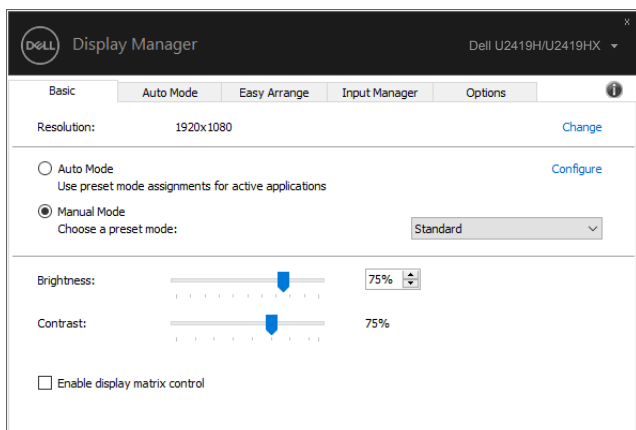 x
DELL Display Manager Dell U2419H/U2419HX
Basic Auto Mode Easy Arrange Input Manager Options
Resolution: 1920x1080 Change
Auto Mode Configure
Use preset mode assignments for active applications
Manual Mode
Choose a preset mode: Standard
Brightness: 75%
Contrast: 75%
Enable display matrix control